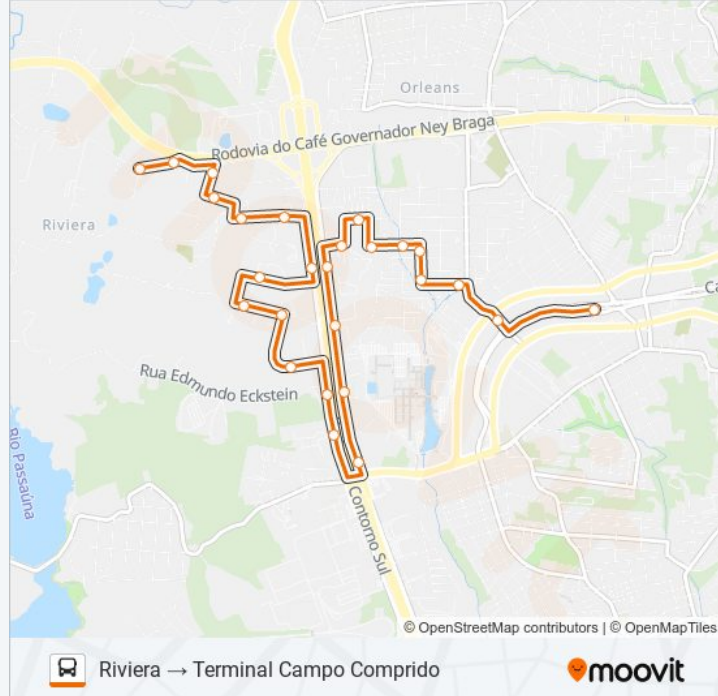 Orleans
Rodovia do Café Governador Ney Braga
Riviera
Ca
Rua Edmundo Eckstein
Rio Passaúna
Contorno Sul
© OpenStreetMap contributors | © OpenMapTiles
Riviera → Terminal Campo Comprido
moovit